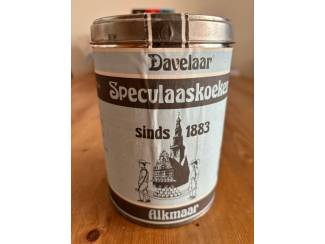 Davelaar
Speculaaskoeken
sinds 1883
Alkmaar